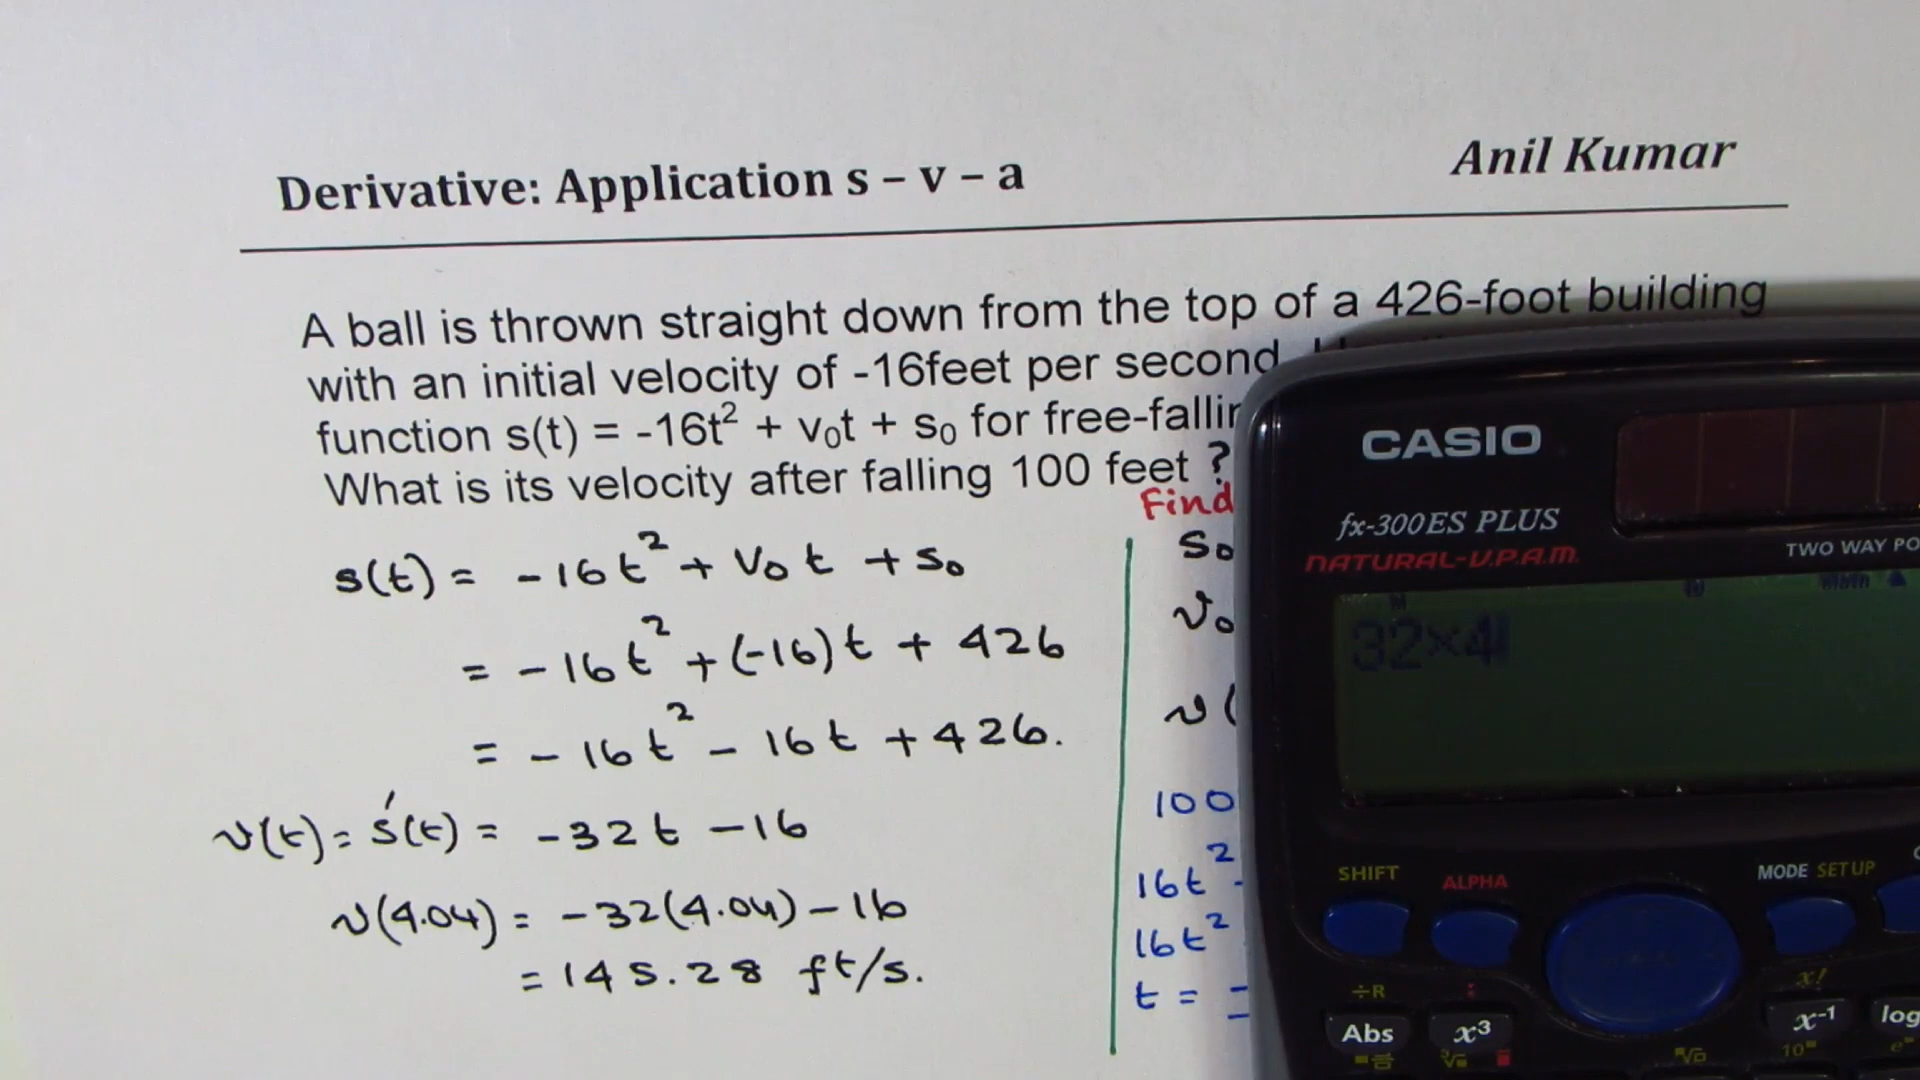 Anil Kumar
Derivative: Application s – v – a
A ball is thrown straight down from the top of a 426-foot building
with an initial velocity of -16feet per second.
function s(t) = -16t² + v₀t + s₀ for free-fallin
What is its velocity after falling 100 feet ?
Find
s(t) = -16t² + v₀t + s₀
= -16t² + (-16)t + 426
= -16t² - 16t + 426.
v(t) = s'(t) = -32t - 16
v(4.04) = -32(4.04) - 16
= 145.28 ft/s.
s₀
v₀
v(
100
16t² -
16t²
t = -
CASIO
fx-300ES PLUS
NATURAL-V.P.A.M.
TWO WAY PO
Math
32×4
SHIFT
ALPHA
MODE SETUP
÷R
:
x!
Abs
x³
x⁻¹
log